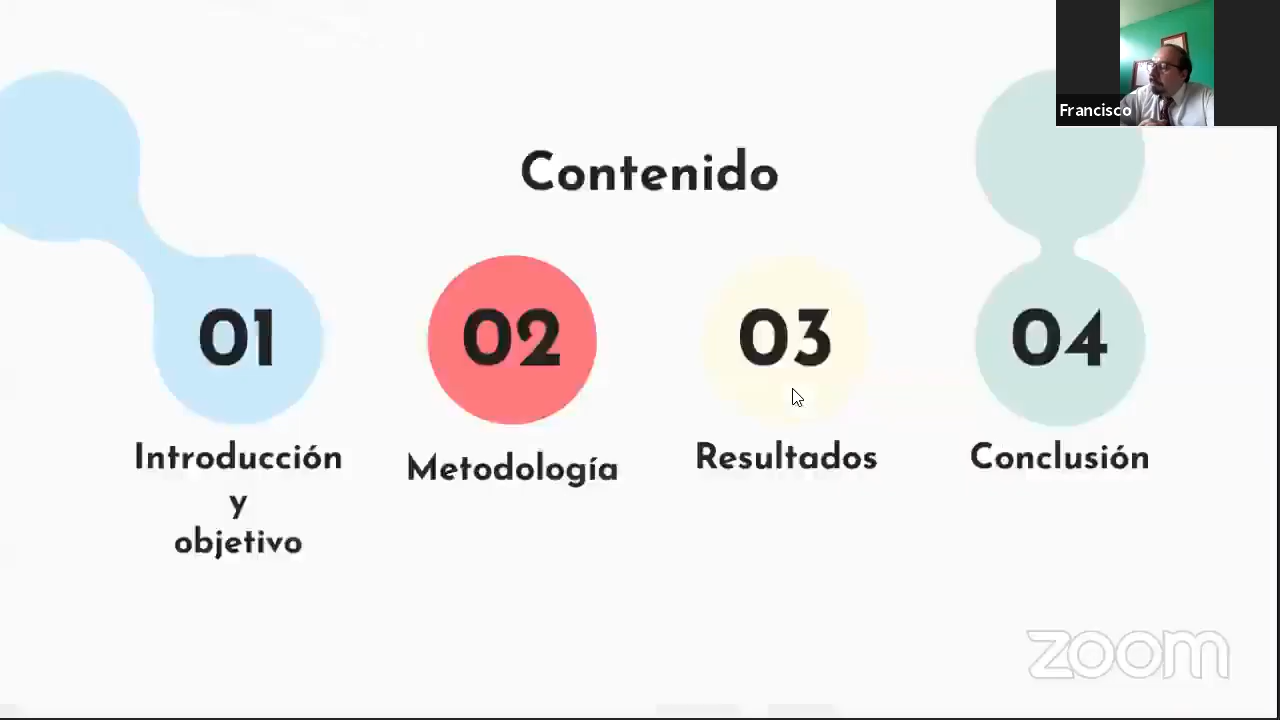 Francisco
Contenido
01
02
03
04
Introducción
y
objetivo
Metodología
Resultados
Conclusión
zoom